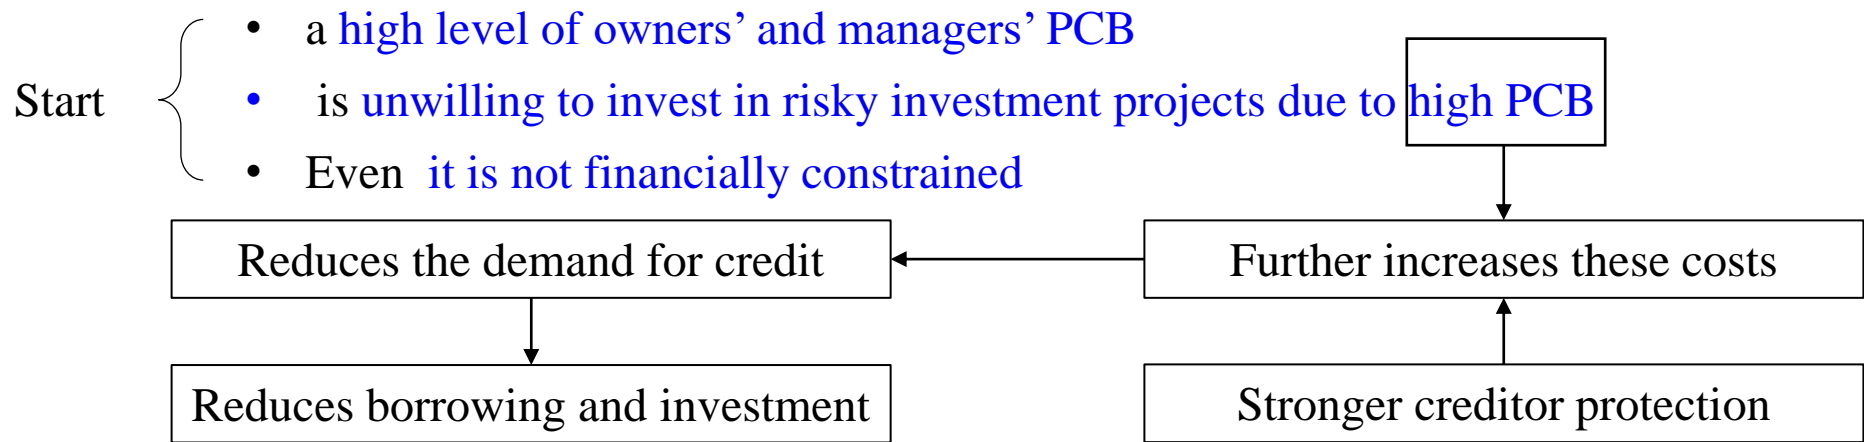 • a high level of owners’ and managers’ PCB
Start • is unwilling to invest in risky investment projects due to high PCB
• Even it is not financially constrained
Reduces the demand for credit
Further increases these costs
Reduces borrowing and investment
Stronger creditor protection